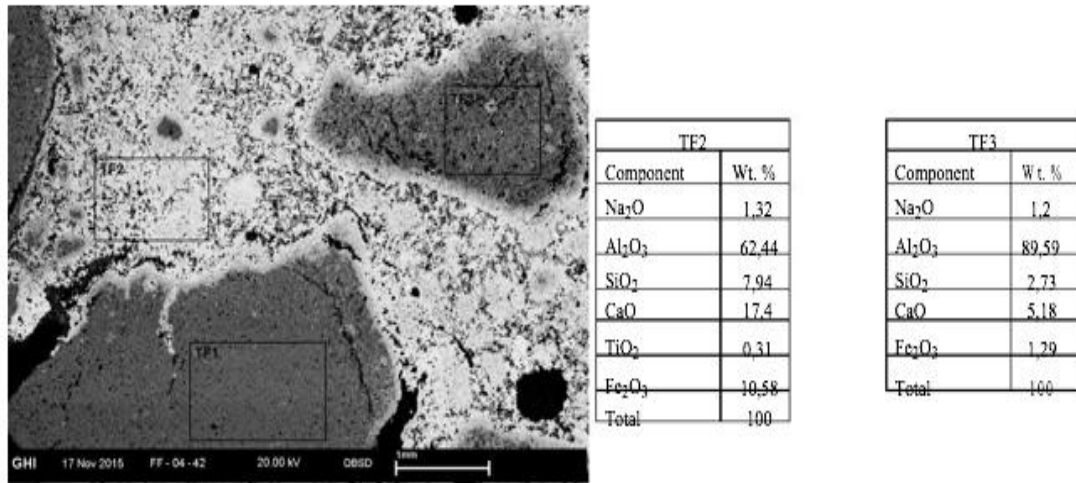 TF2
TF1
GHI 17 Nov 2015 FF - 04 - 42 20.00 kV QBSD 1mm
TF2
Component Wt. %
Na₂O 1,32
Al₂O₃ 62,44
SiO₂ 7,94
CaO 17,4
TiO₂ 0,31
Fe₂O₃ 10,58
Total 100
TF3
Component Wt. %
Na₂O 1,2
Al₂O₃ 89,59
SiO₂ 2,73
CaO 5,18
Fe₂O₃ 1,29
Total 100